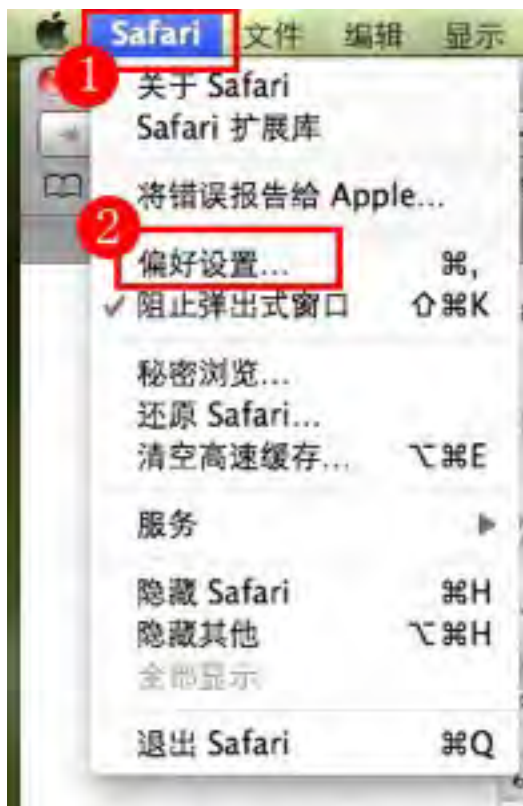 Safari 文件 编辑 显示
1
关于 Safari
Safari 扩展库
将错误报告给 Apple...
2
偏好设置... ⌘,
✓ 阻止弹出式窗口 ⇧⌘K
秘密浏览...
还原 Safari...
清空高速缓存... ⌥⌘E
服务 ▶
隐藏 Safari ⌘H
隐藏其他 ⌥⌘H
全部显示
退出 Safari ⌘Q